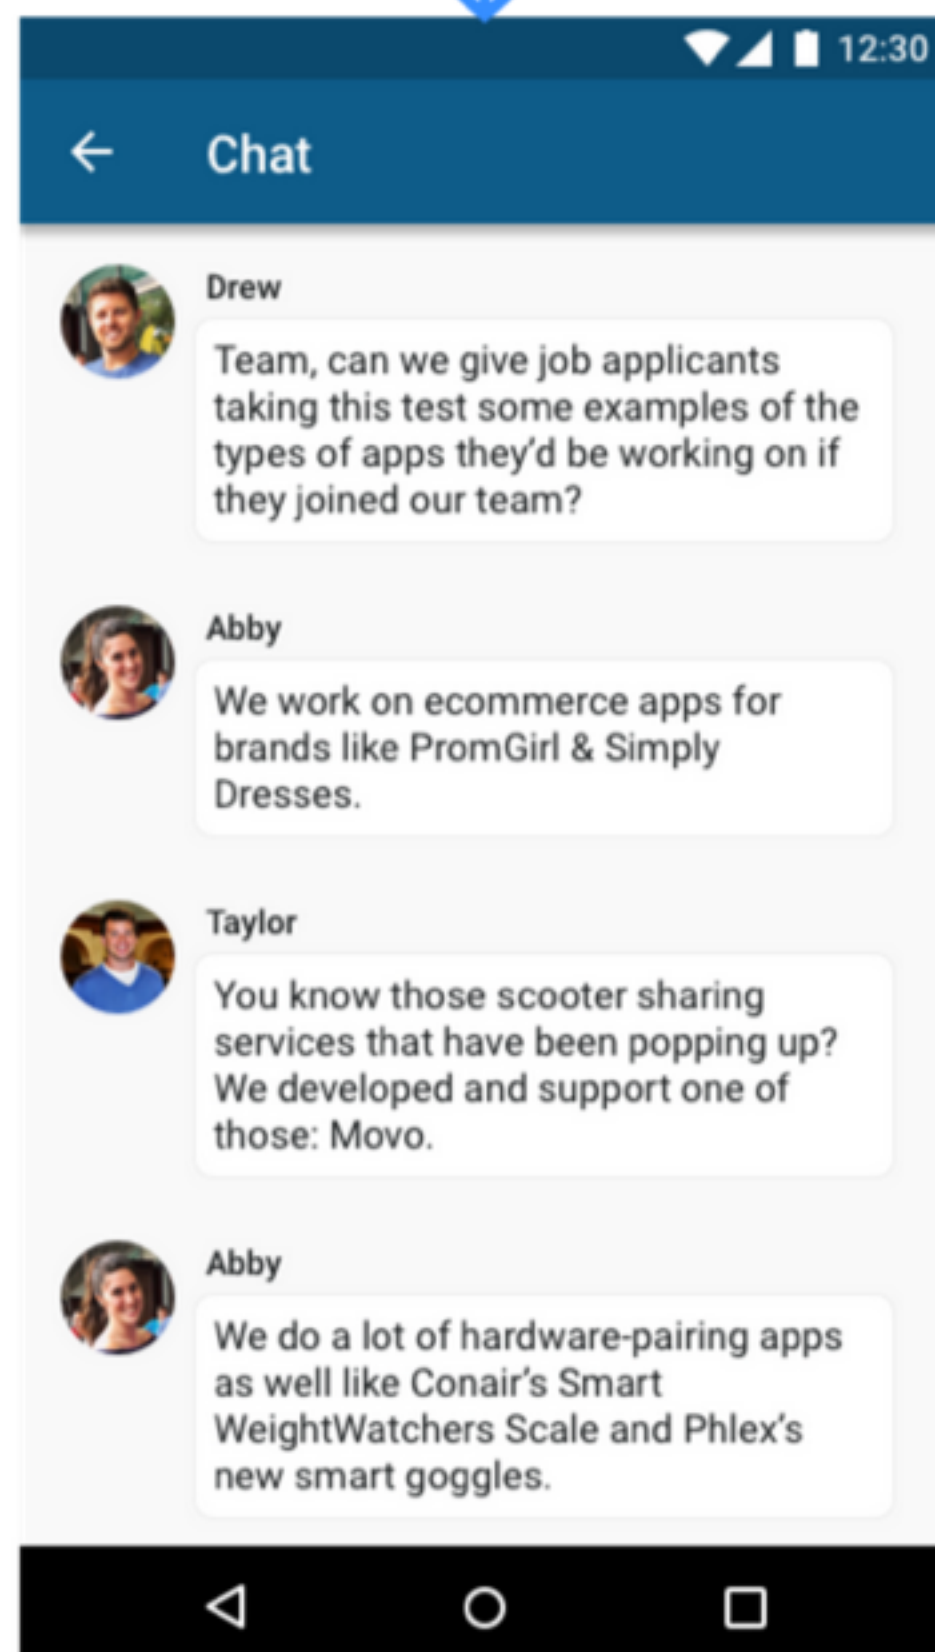 12:30
Chat
Drew
Team, can we give job applicants
taking this test some examples of the
types of apps they’d be working on if
they joined our team?
Abby
We work on ecommerce apps for
brands like PromGirl & Simply
Dresses.
Taylor
You know those scooter sharing
services that have been popping up?
We developed and support one of
those: Movo.
Abby
We do a lot of hardware-pairing apps
as well like Conair’s Smart
WeightWatchers Scale and Phlex’s
new smart goggles.